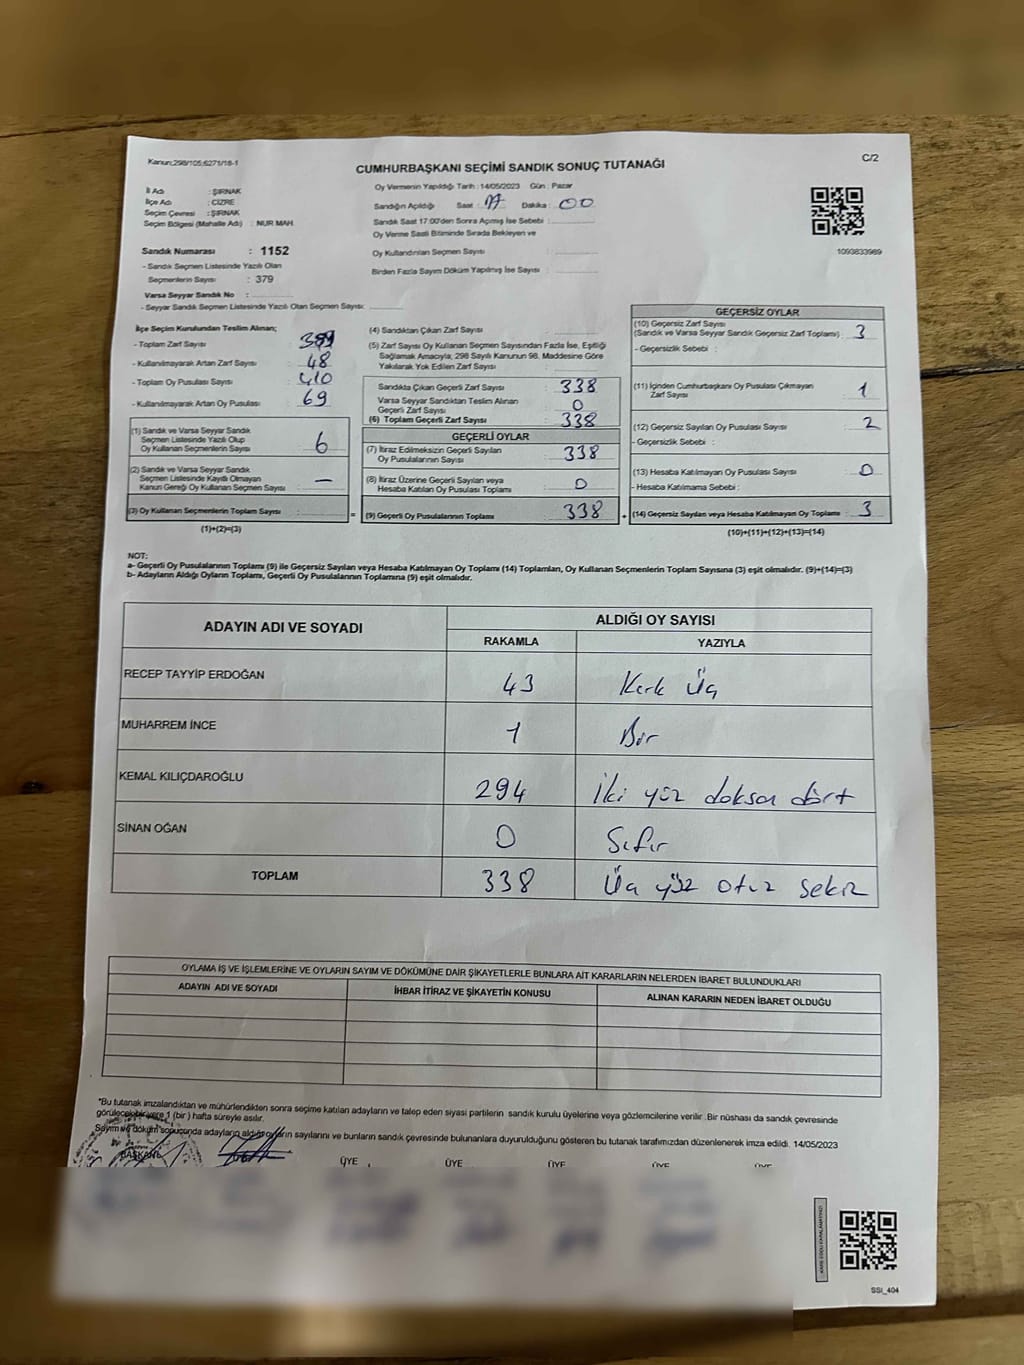 Kanun;298/105;6271/18-1
CUMHURBAŞKANI SEÇİMİ SANDIK SONUÇ TUTANAĞI
C/2
İl Adı : ŞIRNAK
İlçe Adı : CİZRE
Seçim Çevresi : ŞIRNAK
Seçim Bölgesi (Mahalle Adı) : NUR MAH.
Oy Vermenin Yapıldığı Tarih : 14/05/2023 Gün : Pazar
Sandığın Açıldığı Saat : 17 Dakika : 00
Sandık Saat 17:00'den Sonra Açılmış İse Sebebi :
Oy Verme Saati Bitiminde Sırada Bekleyen ve
Oy Kullandırılan Seçmen Sayısı :
Birden Fazla Sayım Döküm Yapılmış İse Sayısı :
1093833989
Sandık Numarası : 1152
- Sandık Seçmen Listesinde Yazılı Olan
Seçmenlerin Sayısı : 379
Varsa Seyyar Sandık No :
- Seyyar Sandık Seçmen Listesinde Yazılı Olan Seçmen Sayısı:
İlçe Seçim Kurulundan Teslim Alınan;
- Toplam Zarf Sayısı :
- Kullanılmayarak Artan Zarf Sayısı : 48
- Toplam Oy Pusulası Sayısı : 410
- Kullanılmayarak Artan Oy Pusulası : 69
(1) Sandık ve Varsa Seyyar Sandık
Seçmen Listesinde Yazılı Olup
Oy Kullanan Seçmenlerin Sayısı : 6
(2) Sandık ve Varsa Seyyar Sandık
Seçmen Listesinde Kayıtlı Olmayan
Kanun Gereği Oy Kullanan Seçmen Sayısı : —
(3) Oy Kullanan Seçmenlerin Toplam Sayısı :
(1)+(2)=(3)
(4) Sandıktan Çıkan Zarf Sayısı :
(5) Zarf Sayısı Oy Kullanan Seçmen Sayısından Fazla İse, Eşitliği
Sağlamak Amacıyla, 298 Sayılı Kanunun 98. Maddesine Göre
Yakılarak Yok Edilen Zarf Sayısı :
Sandıkta Çıkan Geçerli Zarf Sayısı : 338
Varsa Seyyar Sandıktan Teslim Alınan
Geçerli Zarf Sayısı : 0
(6) Toplam Geçerli Zarf Sayısı : 338
GEÇERLİ OYLAR
(7) İtiraz Edilmeksizin Geçerli Sayılan
Oy Pusulalarının Sayısı : 338
(8) İtiraz Üzerine Geçerli Sayılan veya
Hesaba Katılan Oy Pusulası Toplamı : 0
= (9) Geçerli Oy Pusulalarının Toplamı : 338 +
GEÇERSİZ OYLAR
(10) Geçersiz Zarf Sayısı
(Sandık ve Varsa Seyyar Sandık Geçersiz Zarf Toplamı) : 3
- Geçersizlik Sebebi :
(11) İçinden Cumhurbaşkanı Oy Pusulası Çıkmayan
Zarf Sayısı : 1
(12) Geçersiz Sayılan Oy Pusulası Sayısı : 2
- Geçersizlik Sebebi :
(13) Hesaba Katılmayan Oy Pusulası Sayısı : 0
- Hesaba Katılmama Sebebi :
(14) Geçersiz Sayılan veya Hesaba Katılmayan Oy Toplamı : 3
(10)+(11)+(12)+(13)=(14)
NOT:
a- Geçerli Oy Pusulalarının Toplamı (9) ile Geçersiz Sayılan veya Hesaba Katılmayan Oy Toplamı (14) Toplamları, Oy Kullanan Seçmenlerin Toplam Sayısına (3) eşit olmalıdır. (9)+(14)=(3)
b- Adayların Aldığı Oyların Toplamı, Geçerli Oy Pusulalarının Toplamına (9) eşit olmalıdır.
ADAYIN ADI VE SOYADI
ALDIĞI OY SAYISI
RAKAMLA YAZIYLA
RECEP TAYYİP ERDOĞAN 43 Kırk Üç
MUHARREM İNCE 1 Bir
KEMAL KILIÇDAROĞLU 294 İki yüz doksan dört
SİNAN OĞAN 0 Sıfır
TOPLAM 338 Üç yüz otuz sekiz
OYLAMA İŞ VE İŞLEMLERİNE VE OYLARIN SAYIM VE DÖKÜMÜNE DAİR ŞİKAYETLERLE BUNLARA AİT KARARLARIN NELERDEN İBARET BULUNDUKLARI
ADAYIN ADI VE SOYADI İHBAR İTİRAZ VE ŞİKAYETİN KONUSU ALINAN KARARIN NEDEN İBARET OLDUĞU
"Bu tutanak imzalandıktan ve mühürlendikten sonra seçime katılan adayların ve talep eden siyasi partilerin sandık kurulu üyelerine veya gözlemcilerine verilir. Bir nüshası da sandık çevresinde
görülecek bir yere 1 (bir ) hafta süreyle asılır.
Sayım ve döküm sonucunda adayların aldığı oyların sayılarını ve bunların sandık çevresinde bulunanlara duyurulduğunu gösteren bu tutanak tarafımızdan düzenlenerek imza edildi. 14/05/2023
BAŞKAN
ÜYE ÜYE ÜYE ÜYE ÜYE
SSI_404